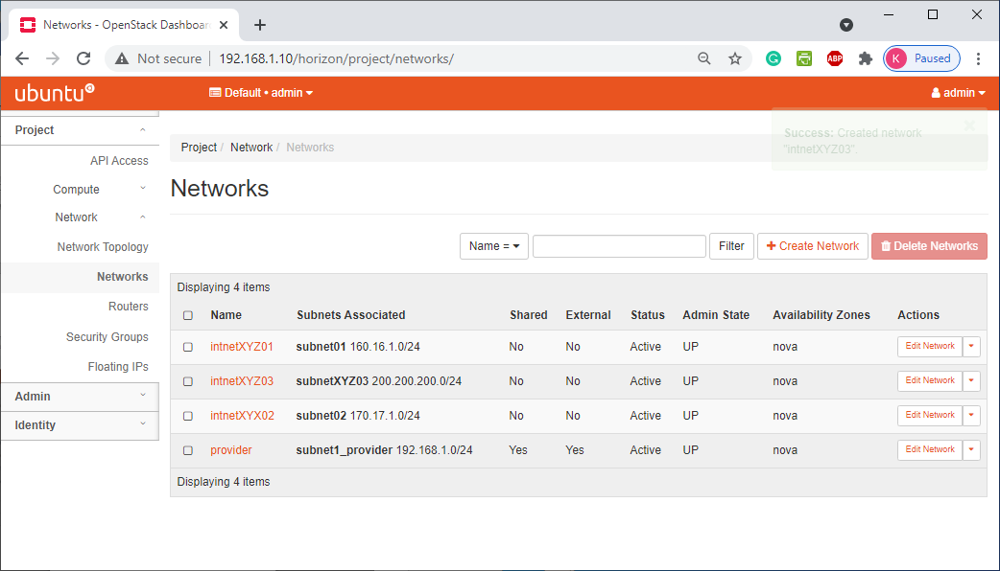 Networks - OpenStack Dashboar
Not secure 192.168.1.10/horizon/project/networks/ ABP K Paused
ubuntu Default • admin admin
Project
API Access
Compute
Network
Network Topology
Networks
Routers
Security Groups
Floating IPs
Admin
Identity
Success: Created network
"intnetXYZ03".
Project / Network / Networks
Networks
Name = Filter + Create Network Delete Networks
Displaying 4 items
Name Subnets Associated Shared External Status Admin State Availability Zones Actions
intnetXYZ01 subnet01 160.16.1.0/24 No No Active UP nova Edit Network
intnetXYZ03 subnetXYZ03 200.200.200.0/24 No No Active UP nova Edit Network
intnetXYX02 subnet02 170.17.1.0/24 No No Active UP nova Edit Network
provider subnet1_provider 192.168.1.0/24 Yes Yes Active UP nova Edit Network
Displaying 4 items